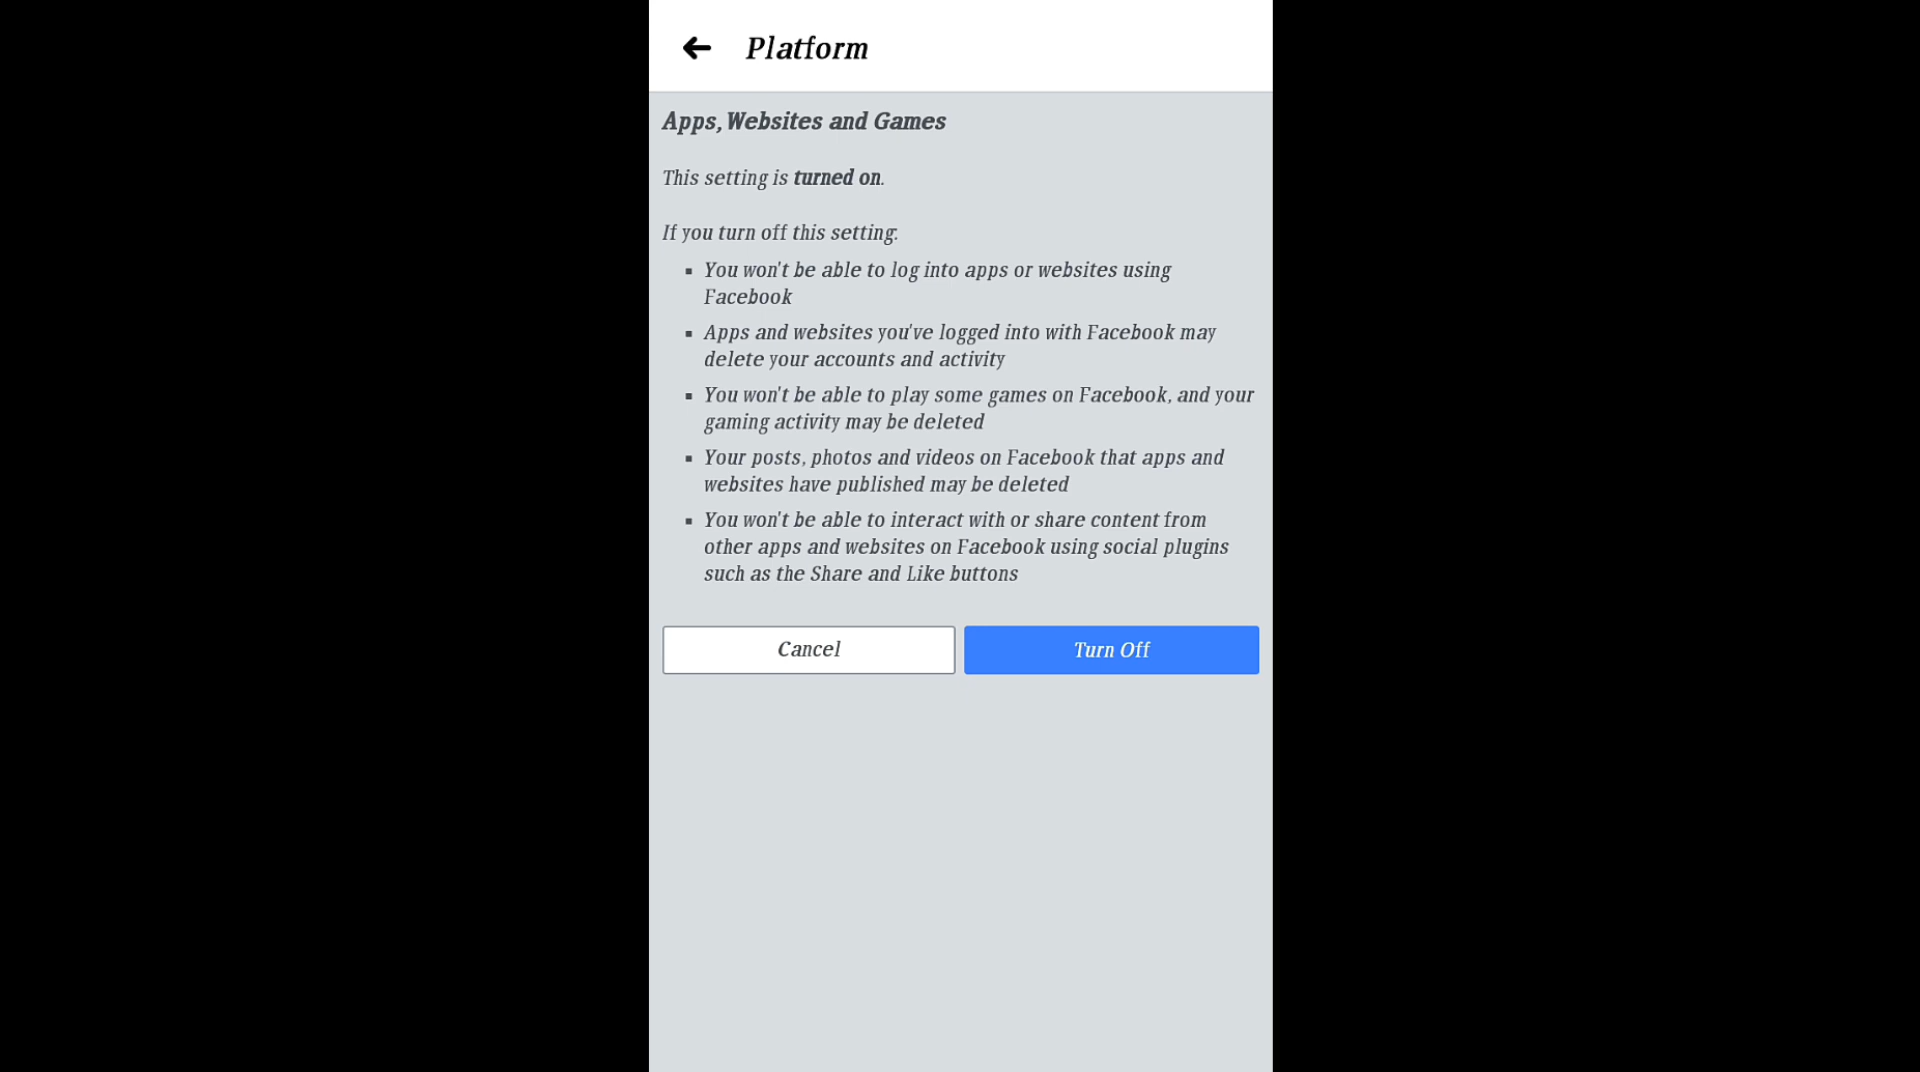 Platform
Apps, Websites and Games
This setting is turned on.
If you turn off this setting:
You won't be able to log into apps or websites using
Facebook
Apps and websites you've logged into with Facebook may
delete your accounts and activity
You won't be able to play some games on Facebook, and your
gaming activity may be deleted
Your posts, photos and videos on Facebook that apps and
websites have published may be deleted
You won't be able to interact with or share content from
other apps and websites on Facebook using social plugins
such as the Share and Like buttons
Cancel
Turn Off